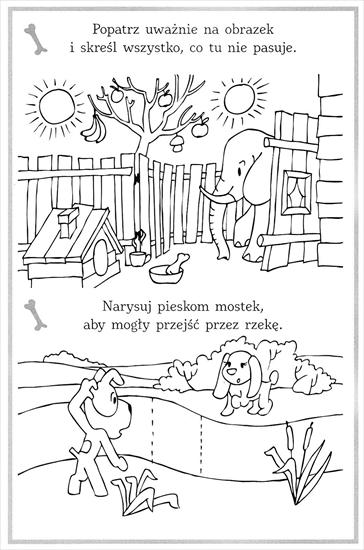 Popatrz uważnie na obrazek
i skreśl wszystko, co tu nie pasuje.
Narysuj pieskom mostek,
aby mogły przejść przez rzekę.